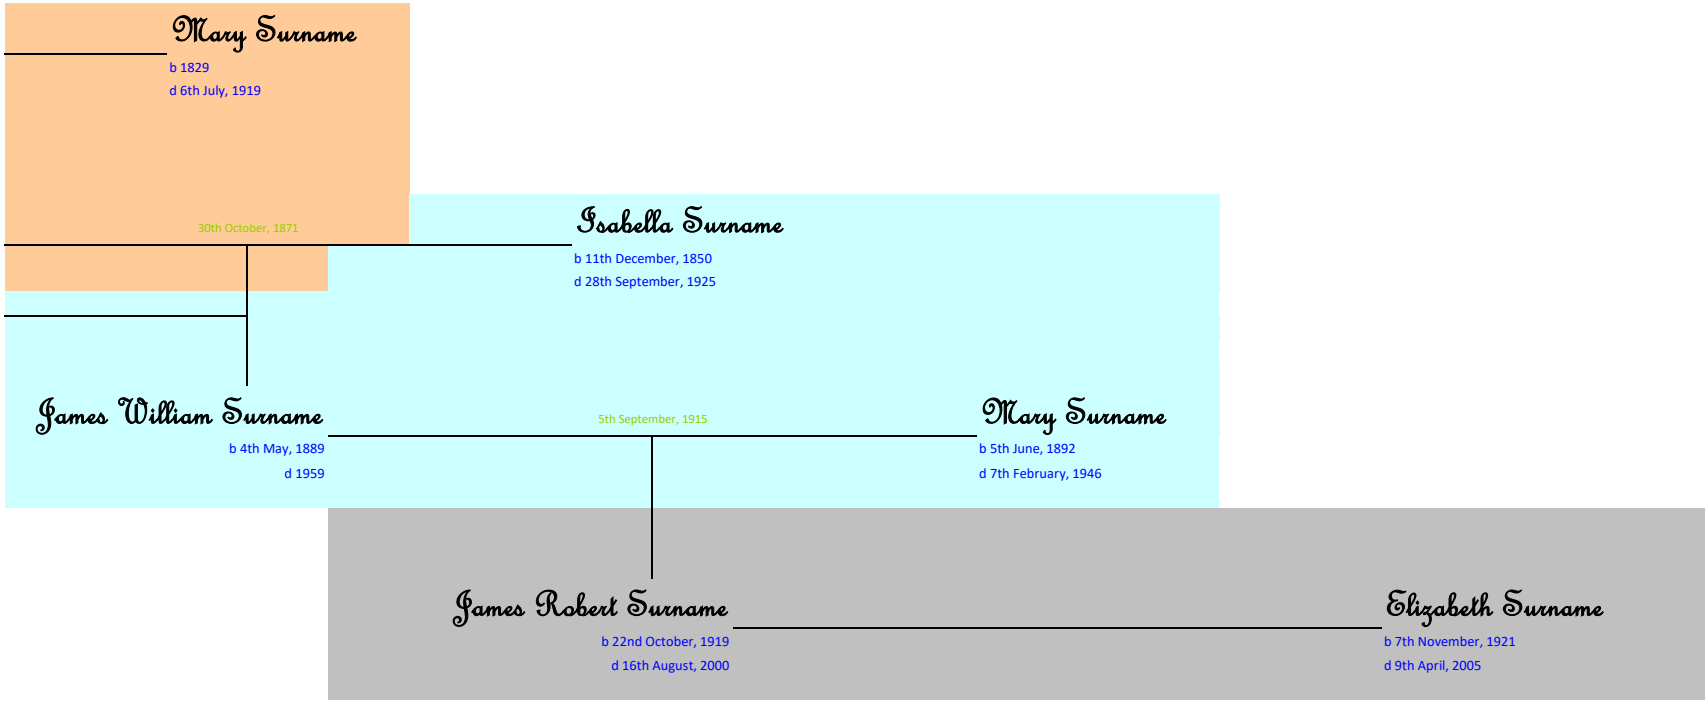 Mary Surname
b 1829
d 6th July, 1919
30th October, 1871
Isabella Surname
b 11th December, 1850
d 28th September, 1925
James William Surname
b 4th May, 1889
d 1959
5th September, 1915
Mary Surname
b 5th June, 1892
d 7th February, 1946
James Robert Surname
b 22nd October, 1919
d 16th August, 2000
Elizabeth Surname
b 7th November, 1921
d 9th April, 2005